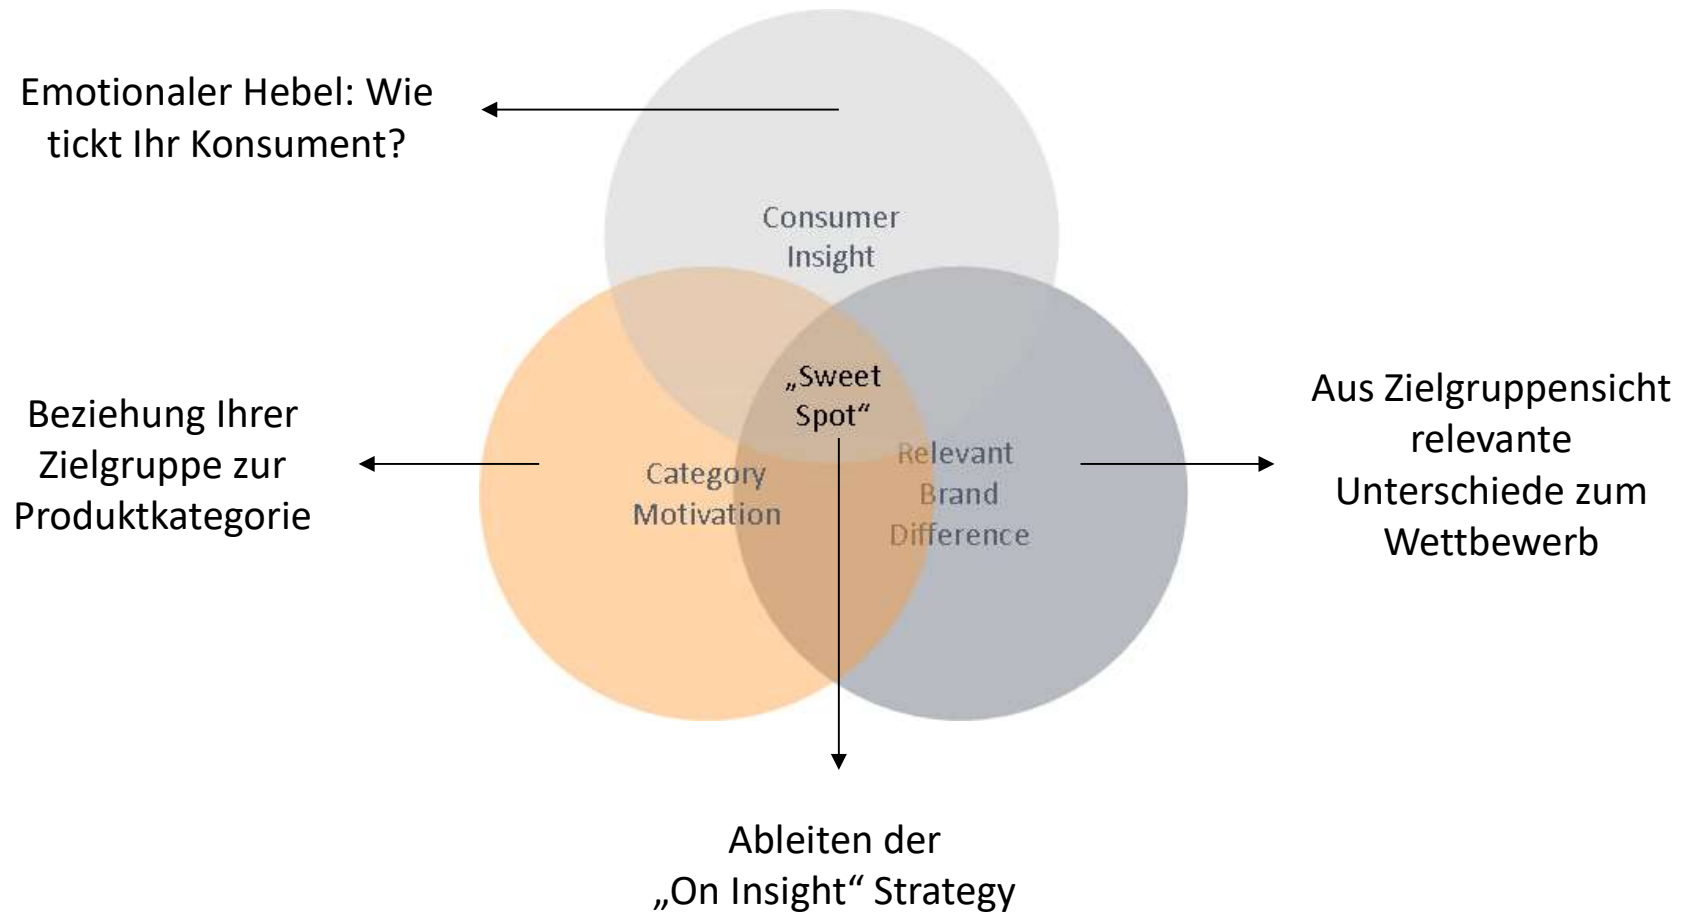 Emotionaler Hebel: Wie
tickt Ihr Konsument?
Consumer
Insight
„Sweet
Spot“
Beziehung Ihrer
Zielgruppe zur
Produktkategorie
Category
Motivation
Relevant
Brand
Difference
Aus Zielgruppensicht
relevante
Unterschiede zum
Wettbewerb
Ableiten der
„On Insight“ Strategy